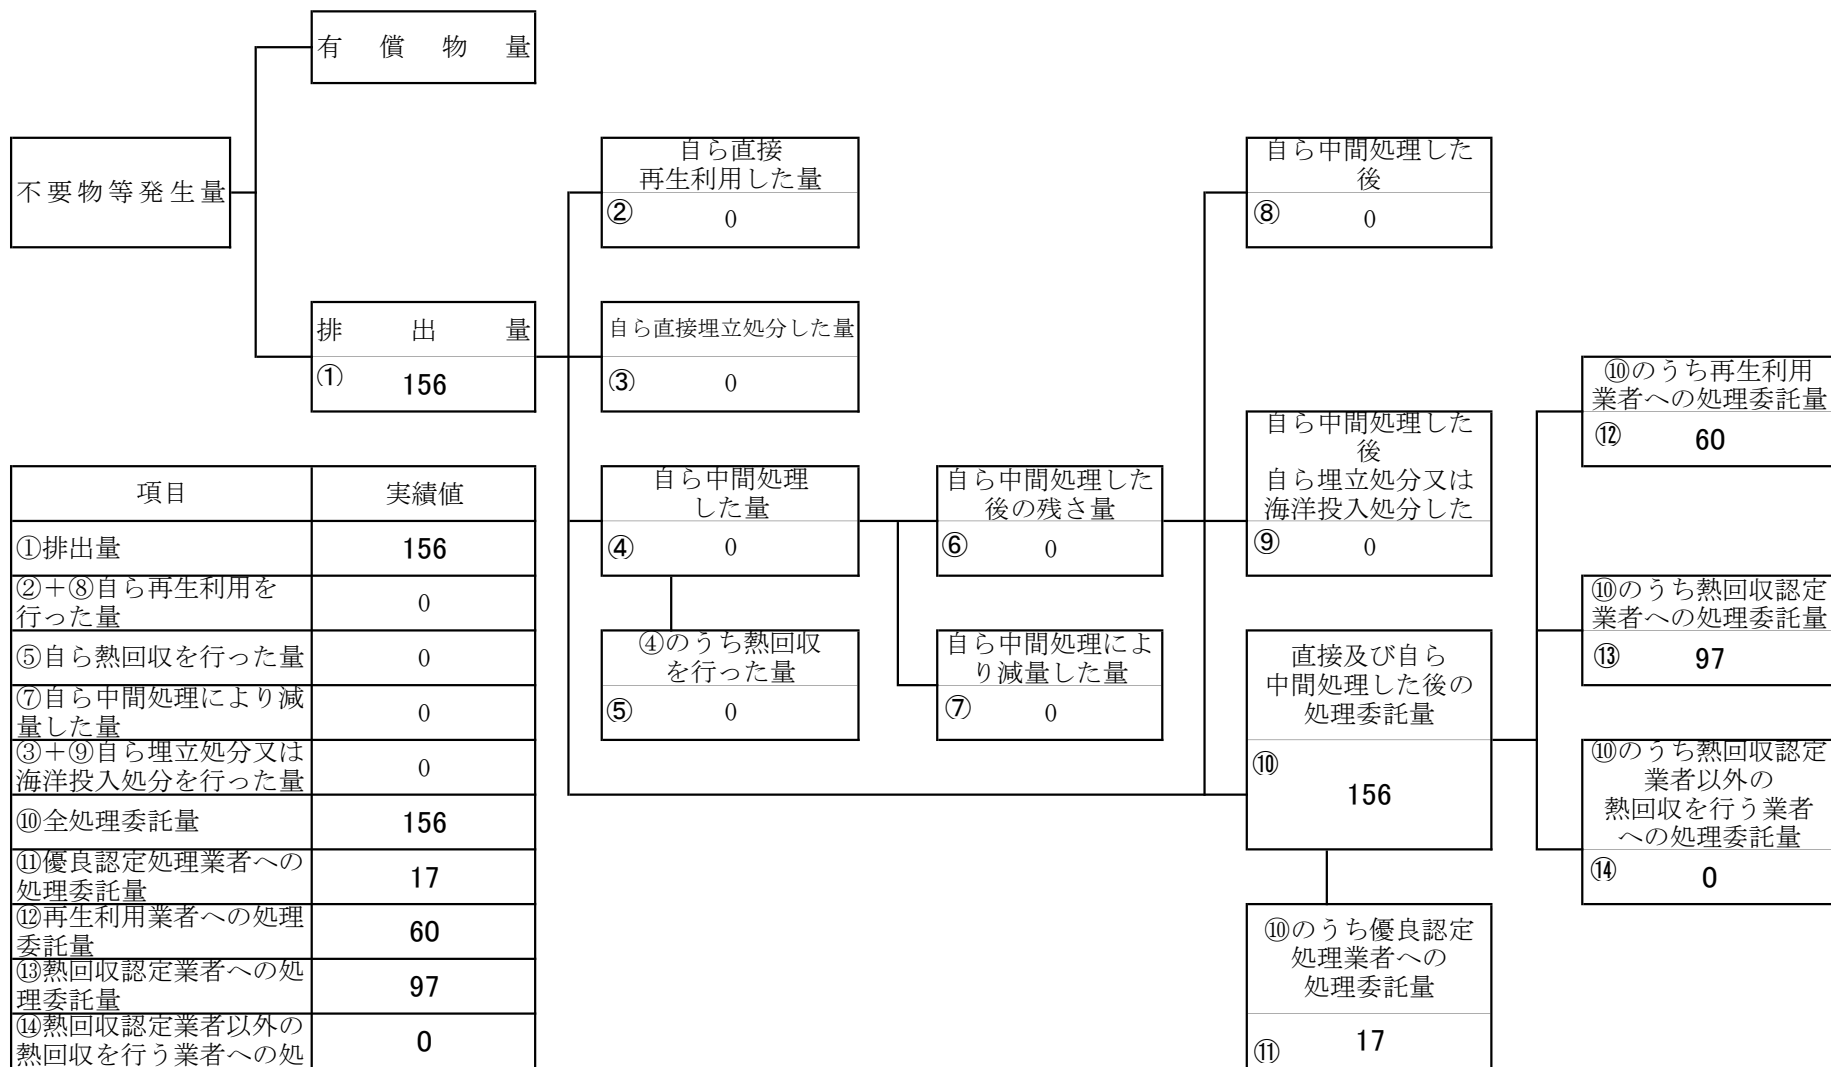 有償物量
不要物等発生量
自ら直接
再生利用した量
② 0
自ら中間処理した
後
⑧ 0
排出量
① 156
自ら直接埋立処分した量
③ 0
⑩のうち再生利用
業者への処理委託量
⑫ 60
自ら中間処理
した量
④ 0
自ら中間処理した
後の残さ量
⑥ 0
自ら中間処理した
後
自ら埋立処分又は
海洋投入処分した
⑨ 0
⑩のうち熱回収認定
業者への処理委託量
⑬ 97
④のうち熱回収
を行った量
⑤ 0
自ら中間処理によ
り減量した量
⑦ 0
直接及び自ら
中間処理した後の
処理委託量
⑩
156
⑩のうち熱回収認定
業者以外の
熱回収を行う業者
への処理委託量
⑭ 0
⑩のうち優良認定
処理業者への
処理委託量
⑪ 17
項目 実績値
①排出量 156
②+⑧自ら再生利用を
行った量 0
⑤自ら熱回収を行った量 0
⑦自ら中間処理により減
量した量 0
③+⑨自ら埋立処分又は
海洋投入処分を行った量 0
⑩全処理委託量 156
⑪優良認定処理業者への
処理委託量 17
⑫再生利用業者への処理
委託量 60
⑬熱回収認定業者への処
理委託量 97
⑭熱回収認定業者以外の
熱回収を行う業者への処 0